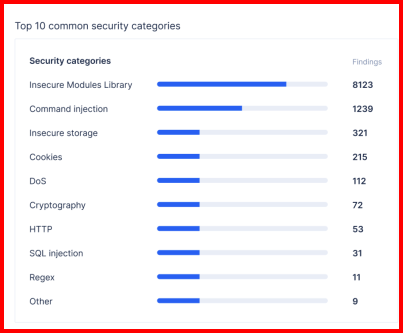 Top 10 common security categories
Security categories Findings
Insecure Modules Library 8123
Command injection 1239
Insecure storage 321
Cookies 215
DoS 112
Cryptography 72
HTTP 53
SQL injection 31
Regex 11
Other 9